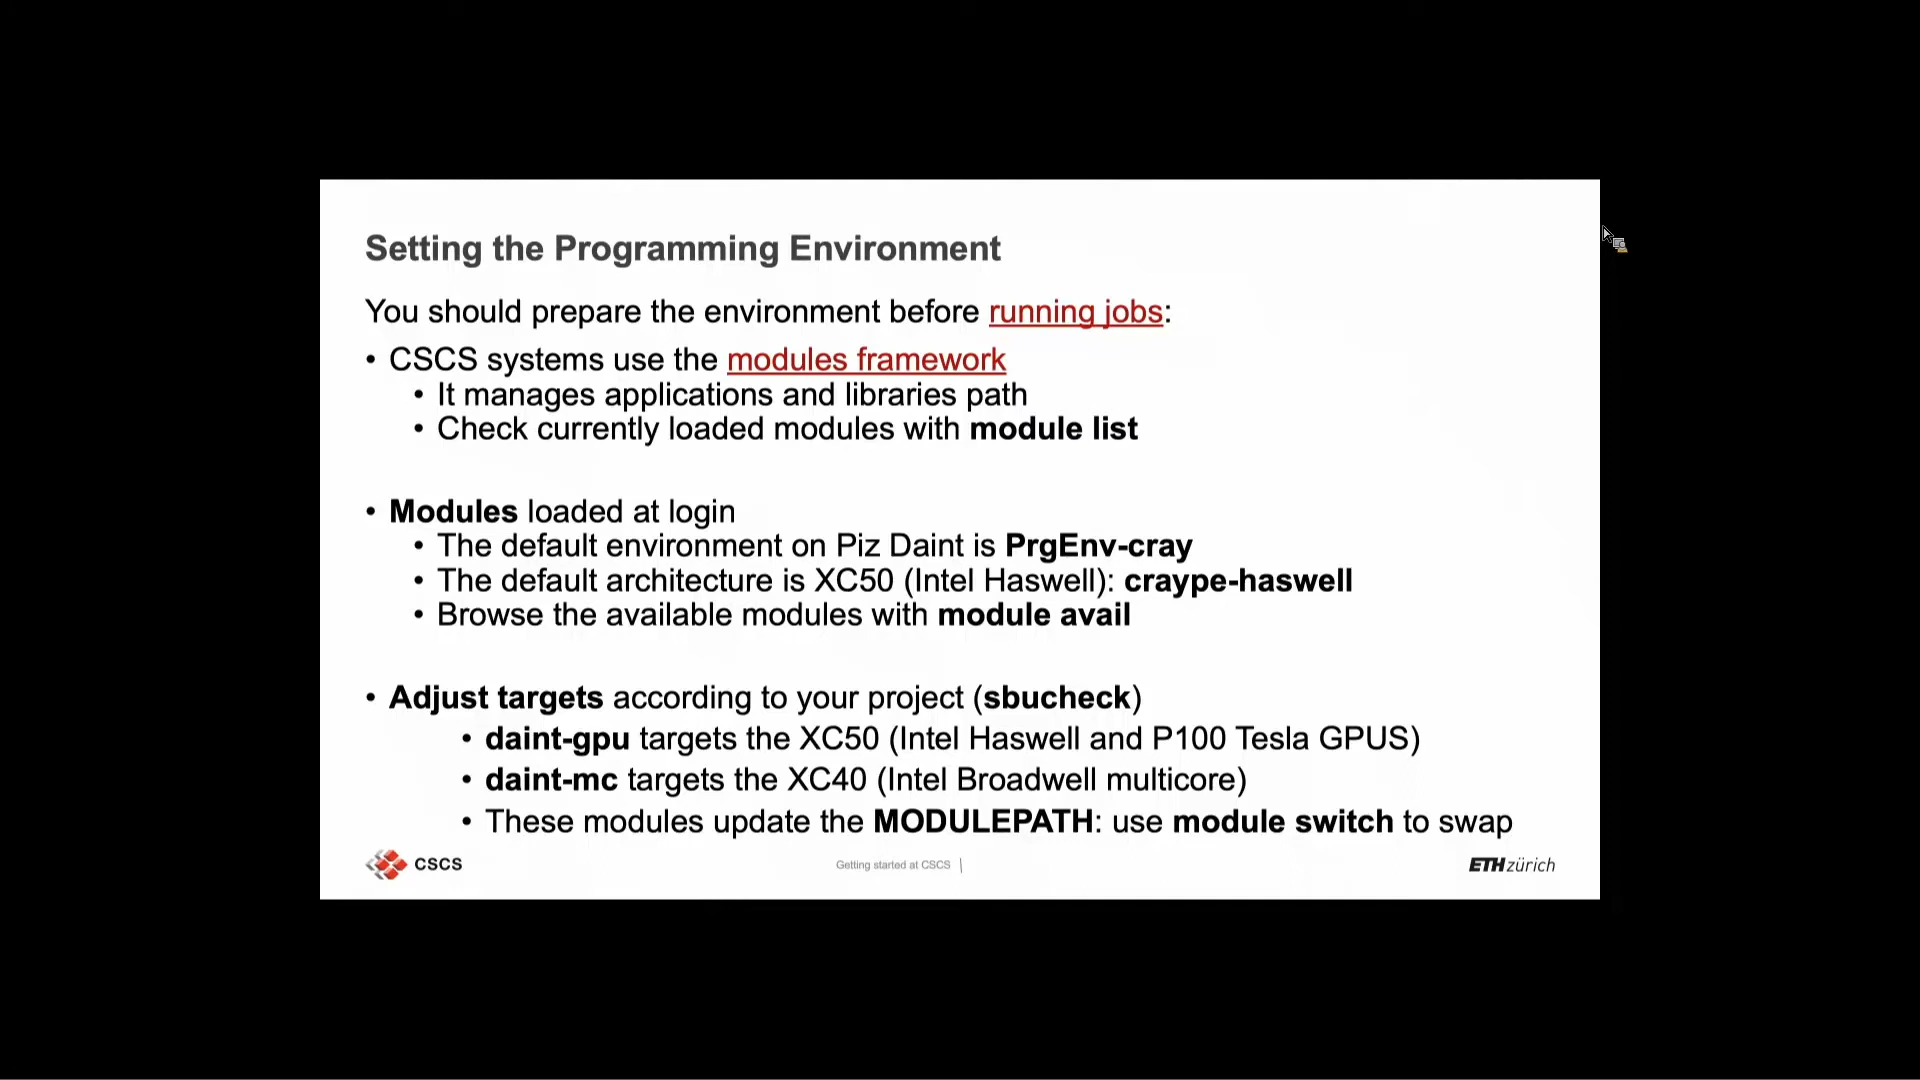 Setting the Programming Environment
You should prepare the environment before running jobs:
• CSCS systems use the modules framework
• It manages applications and libraries path
• Check currently loaded modules with module list
• Modules loaded at login
• The default environment on Piz Daint is PrgEnv-cray
• The default architecture is XC50 (Intel Haswell): craype-haswell
• Browse the available modules with module avail
• Adjust targets according to your project (sbucheck)
• daint-gpu targets the XC50 (Intel Haswell and P100 Tesla GPUS)
• daint-mc targets the XC40 (Intel Broadwell multicore)
• These modules update the MODULEPATH: use module switch to swap
CSCS
Getting started at CSCS |
ETH zürich